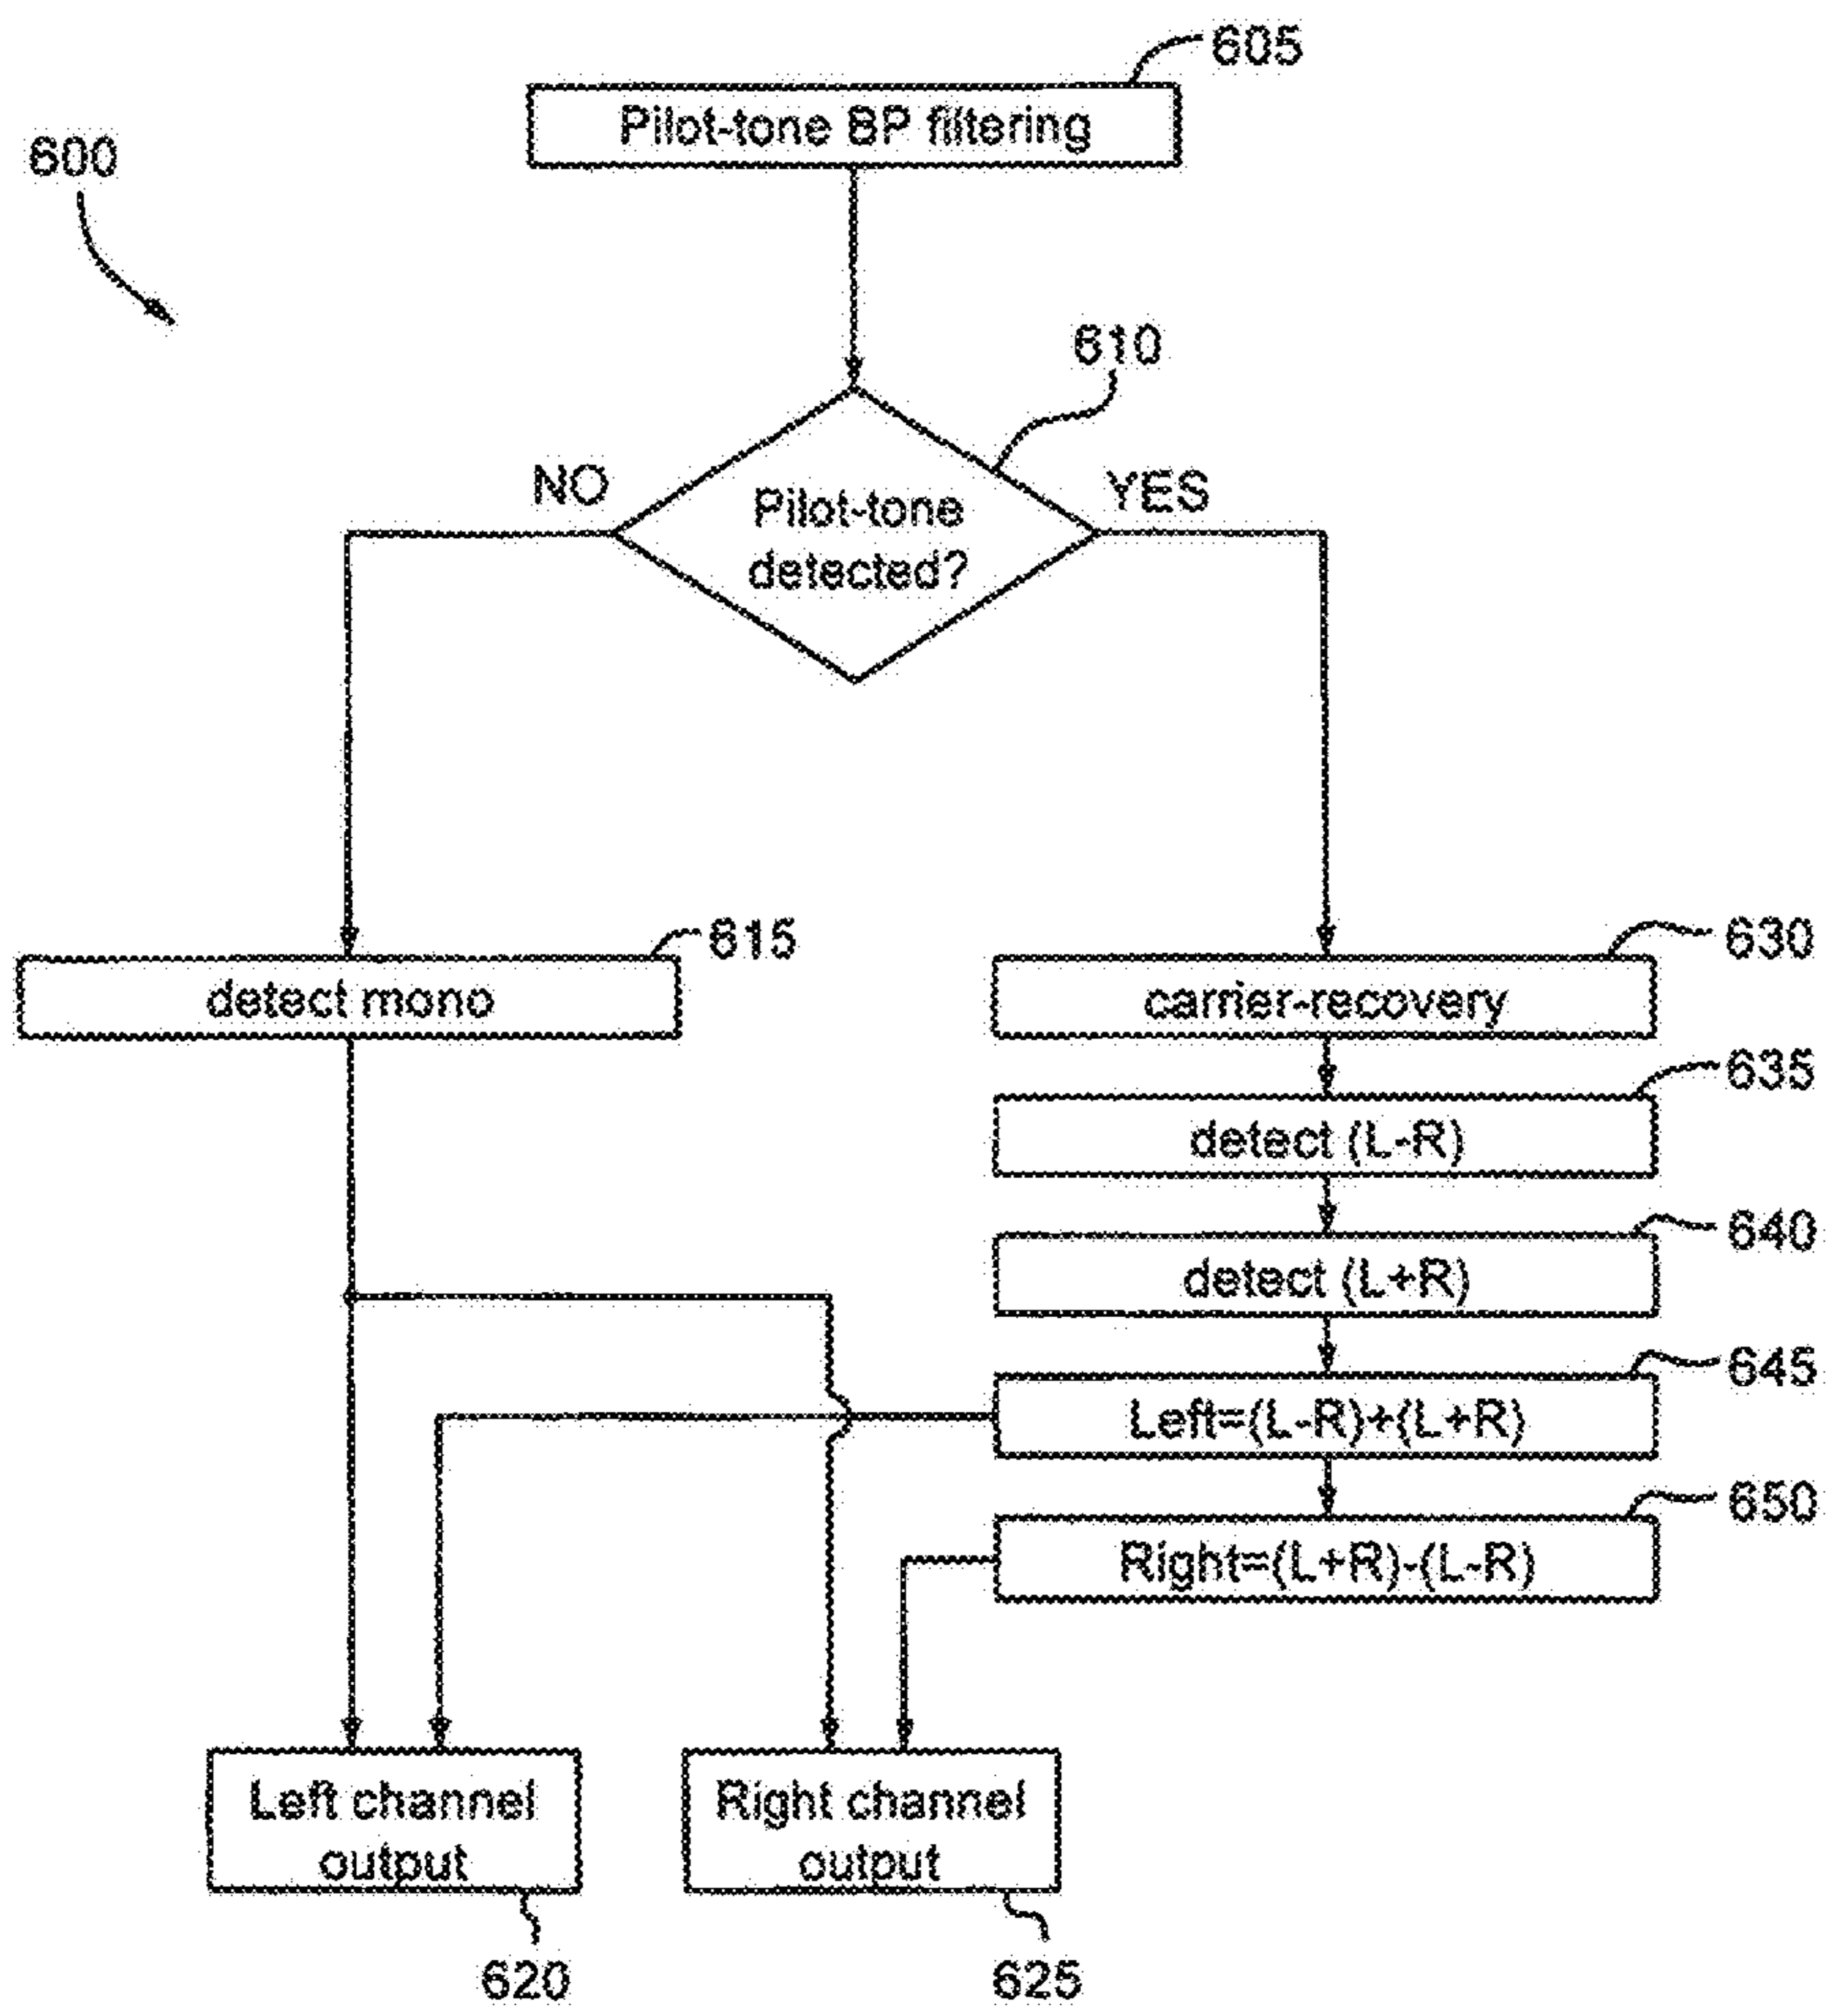 605
Pilot-tone BP filtering
600
610
NO
YES
Pilot-tone
detected?
615
630
detect mono
carrier-recovery
635
detect (L-R)
640
detect (L+R)
645
Left=(L-R)+(L+R)
650
Right=(L+R)-(L-R)
Left channel
output
Right channel
output
620
625